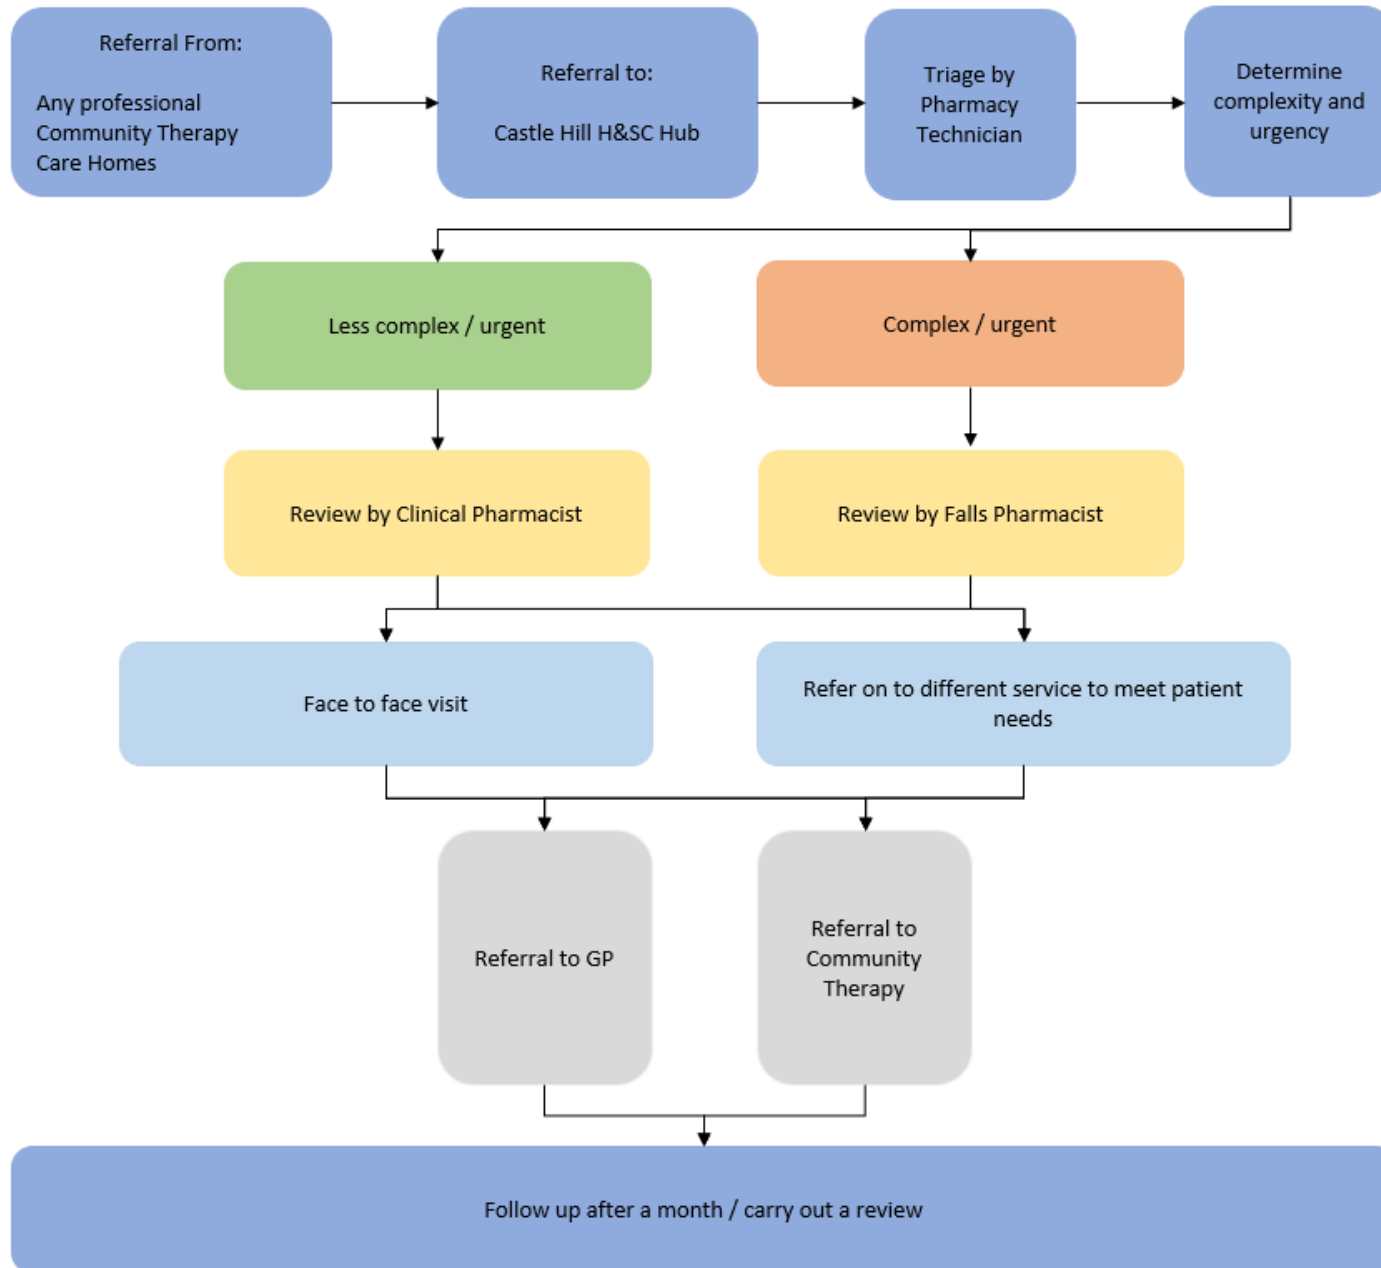 Referral From:
Any professional
Community Therapy
Care Homes
Referral to:
Castle Hill H&SC Hub
Triage by
Pharmacy
Technician
Determine
complexity and
urgency
Less complex / urgent
Complex / urgent
Review by Clinical Pharmacist
Review by Falls Pharmacist
Face to face visit
Refer on to different service to meet patient
needs
Referral to GP
Referral to
Community
Therapy
Follow up after a month / carry out a review